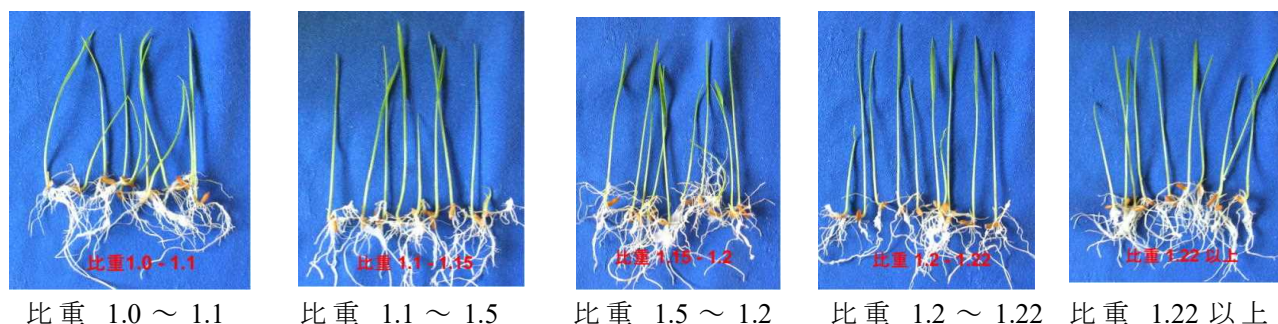 比重1.0 - 1.1
比重 1.1 - 1.15
比重 1.15 - 1.2
比重 1.2 - 1.22
比重 1.22 以上
比重 1.0 ～ 1.1
比重 1.1 ～ 1.5
比重 1.5 ～ 1.2
比重 1.2 ～ 1.22
比重 1.22 以上